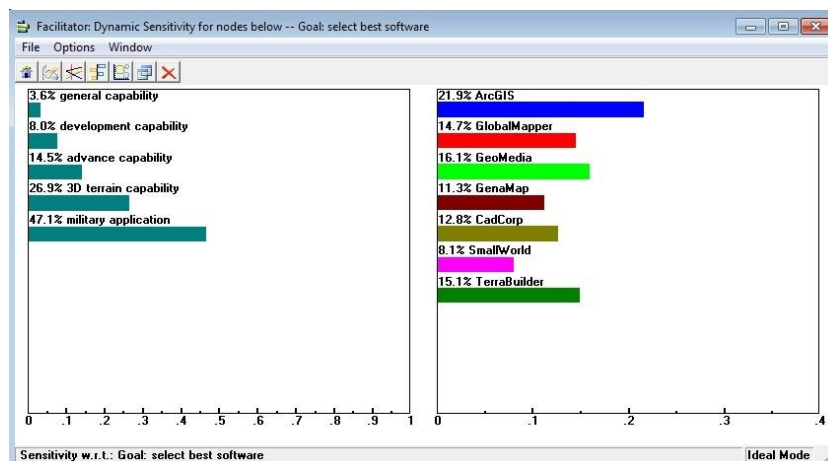 Facilitator: Dynamic Sensitivity for nodes below -- Goal: select best software
File Options Window
3.6% general capability
8.0% development capability
14.5% advance capability
26.9% 3D terrain capability
47.1% military application
0 .1 .2 .3 .4 .5 .6 .7 .8 .9 1
21.9% ArcGIS
14.7% GlobalMapper
16.1% GeoMedia
11.3% GenaMap
12.8% CadCorp
8.1% SmallWorld
15.1% TerraBuilder
0 .1 .2 .3 .4
Sensitivity w.r.t.: Goal: select best software
Ideal Mode